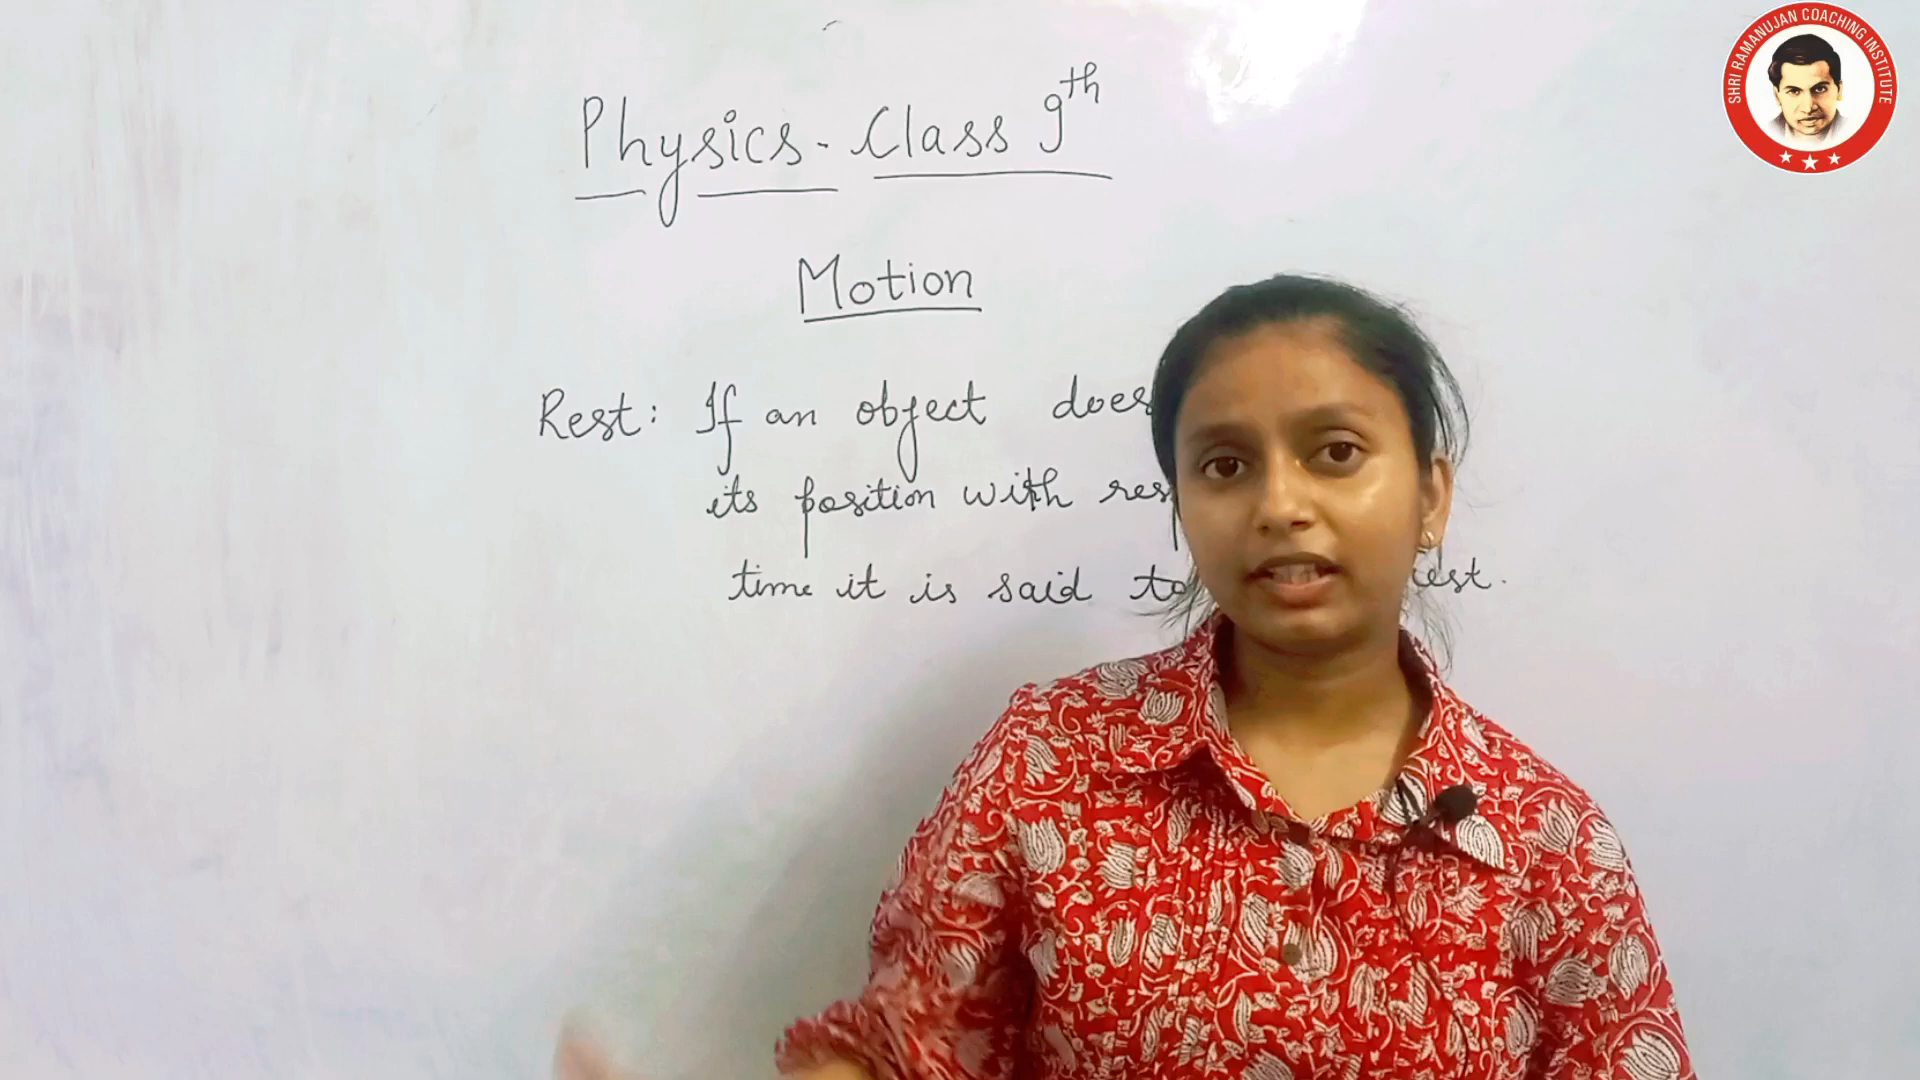 Physics - Class 9th
Motion
Rest: If an object does
its position with
time it is said to rest.
SHRI RAMANUJAN COACHING INSTITUTE